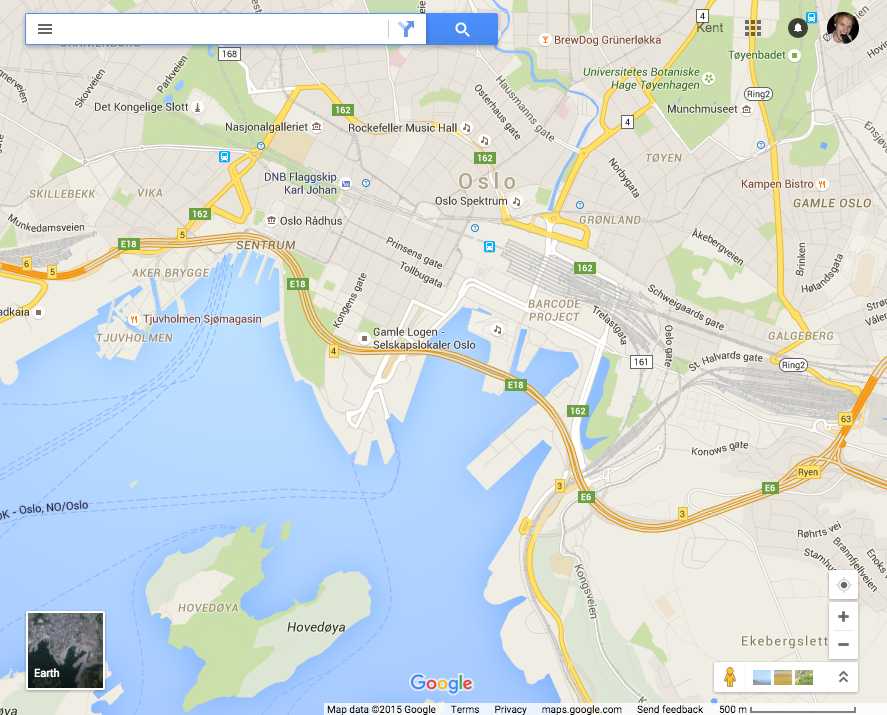 4
Kent
GRÜNERBORG
BrewDog Grünerløkka
168
Tøyenbadet
Universitetes Botaniske
Hage Tøyenhagen
Parkveien
Skovveien
Osterhaus gate
Hausmanns gate
Ring2
Det Kongelige Slott
162
Munchmuseet
Nasjonalgalleriet
Rockefeller Music Hall
4
162
TØYEN
Norbygata
DNB Flaggskip
Karl Johan
Oslo
Kampen Bistro
SKILLEBEKK
VIKA
Oslo Spektrum
GAMLE OSLO
162
Oslo Rådhus
GRØNLAND
Munkedamsveien
5
E18
SENTRUM
Prinsens gate
Tollbugata
Åkebergveien
Brinken
Hølandsgata
6
5
AKER BRYGGE
162
E18
Kongens gate
Schweigaards gate
BARCODE
PROJECT
Trelastgata
Tjuvholmen Sjømagasin
TJUVHOLMEN
Gamle Logen -
Selskapslokaler Oslo
Oslo gate
GALGEBERG
4
161
St. Halvards gate
Ring2
E18
162
63
Konows gate
Ryen
3
E6
E6
3
OK - Oslo, NO/Oslo
Røhrts vei
Stamhu
Brannfjellveien
Enoks
Kongsveien
HOVEDØYA
Hovedøya
Ekebergslett
Earth
Google
Map data ©2015 Google
Terms
Privacy
maps.google.com
Send feedback
500 m